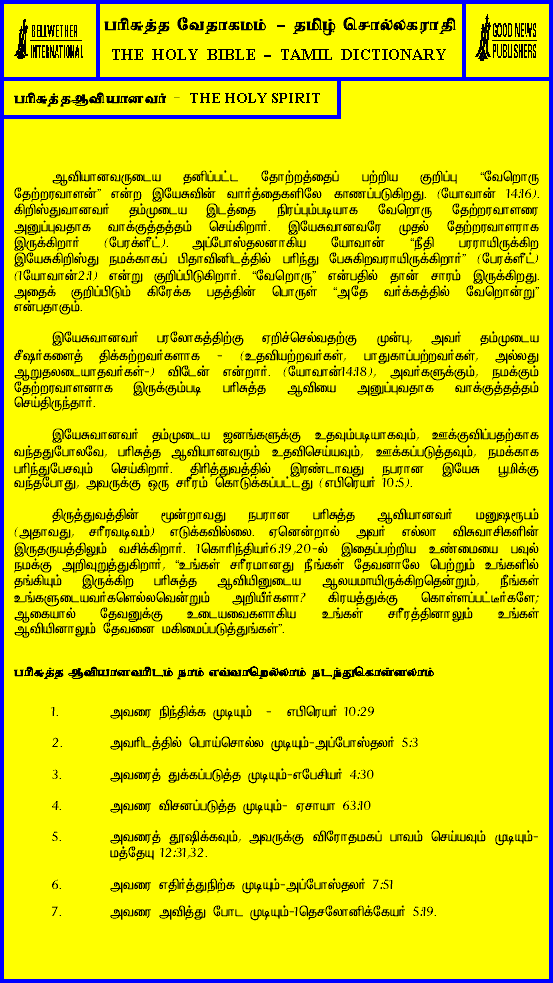 BELLWETHER
INTERNATIONAL
பரிசுத்த வேதாகமம் – தமிழ் சொல்லகராதி
THE HOLY BIBLE – TAMIL DICTIONARY
GOOD NEWS
PUBLISHERS
பரிசுத்தஆவியானவர் – THE HOLY SPIRIT
ஆவியானவருடைய தனிப்பட்ட தோற்றத்தைப் பற்றிய குறிப்பு “வேறொரு
தேற்றரவாளன்” என்ற இயேசுவின் வார்த்தைகளிலே காணப்படுகிறது. (யோவான் 14:16).
கிறிஸ்துவானவர் தம்முடைய இடத்தை நிரப்பும்படியாக வேறொரு தேற்றரவாளரை
அனுப்புவதாக வாக்குத்தத்தம் செய்கிறார். இயேசுவானவரே முதல் தேற்றரவாளராக
இருக்கிறார் (பேரக்ளீட்). அப்போஸ்தலனாகிய யோவான் “நீதி பரராயிருக்கிற
இயேசுகிறிஸ்து நமக்காகப் பிதாவினிடத்தில் பரிந்து பேசுகிறவராயிருக்கிறார்” (பேரக்ளீட்)
(1யோவான்2:1) என்று குறிப்பிடுகிறார். “வேறொரு” என்பதில் தான் சாரம் இருக்கிறது.
அதைக் குறிப்பிடும் கிரேக்க பதத்தின் பொருள் “அதே வர்க்கத்தில் வேறொன்று”
என்பதாகும்.
இயேசுவானவர் பரலோகத்திற்கு ஏறிச்செல்வதற்கு முன்பு, அவர் தம்முடைய
சீஷர்களைத் திக்கற்றவர்களாக – (உதவியற்றவர்கள், பாதுகாப்பற்றவர்கள், அல்லது
ஆறுதலடையாதவர்கள்-) விடேன் என்றார். (யோவான்14:18), அவர்களுக்கும், நமக்கும்
தேற்றரவாளனாக இருக்கும்படி பரிசுத்த ஆவியை அனுப்புவதாக வாக்குத்தத்தம்
செய்திருந்தார்.
இயேசுவானவர் தம்முடைய ஜனங்களுக்கு உதவும்படியாகவும், ஊக்குவிப்பதற்காக
வந்ததுபோலவே, பரிசுத்த ஆவியானவரும் உதவிசெய்யவும், ஊக்கப்படுத்தவும், நமக்காக
பரிந்துபேசவும் செய்கிறார். திரித்துவத்தில் இரண்டாவது நபரான இயேசு பூமிக்கு
வந்தபோது, அவருக்கு ஒரு சரீரம் கொடுக்கப்பட்டது (எபிரெயர் 10:5).
திருத்துவத்தின் மூன்றாவது நபரான பரிசுத்த ஆவியானவர் மனுஷரூபம்
(அதாவது, சரீரவடிவம்) எடுக்கவில்லை. ஏனென்றால் அவர் எல்லா விசுவாசிகளின்
இருதருயத்திலும் வசிக்கிறார். 1கொரிந்தியர்6:19,20-ல் இதைப்பற்றிய உண்மையை பவுல்
நமக்கு அறிவுறுத்துகிறார், “உங்கள் சரீரமானது நீங்கள் தேவனாலே பெற்றும் உங்களில்
தங்கியும் இருக்கிற பரிசுத்த ஆவியினுடைய ஆலயமாயிருக்கிறதென்றும், நீங்கள்
உங்களுடையவர்களெல்லவென்றும் அறியீர்களா? கிரயத்துக்கு கொள்ளப்பட்டீர்களே;
ஆகையால் தேவனுக்கு உடையவைகளாகிய உங்கள் சரீரத்தினாலும் உங்கள்
ஆவியினாலும் தேவனை மகிமைப்படுத்துங்கள்”.
பரிசுத்த ஆவியானவரிடம் நாம் எவ்வாறெல்லாம் நடந்துகொள்ளலாம்
1. அவரை நிந்திக்க முடியும் – எபிரெயர் 10:29
2. அவரிடத்தில் பொய்சொல்ல முடியும்-அப்போஸ்தலர் 5:3
3. அவரைத் துக்கப்படுத்த முடியும்-எபேசியர் 4:30
4. அவரை விசனப்படுத்த முடியும்- ஏசாயா 63:10
5. அவரைத் தூஷிக்கவும், அவருக்கு விரோதமகப் பாவம் செய்யவும் முடியும்-
மத்தேயு 12:31,32.
6. அவரை எதிர்த்துநிற்க முடியும்-அப்போஸ்தலர் 7:51
7. அவரை அவித்து போட முடியும்-1தெசலோனிக்கேயர் 5:19.